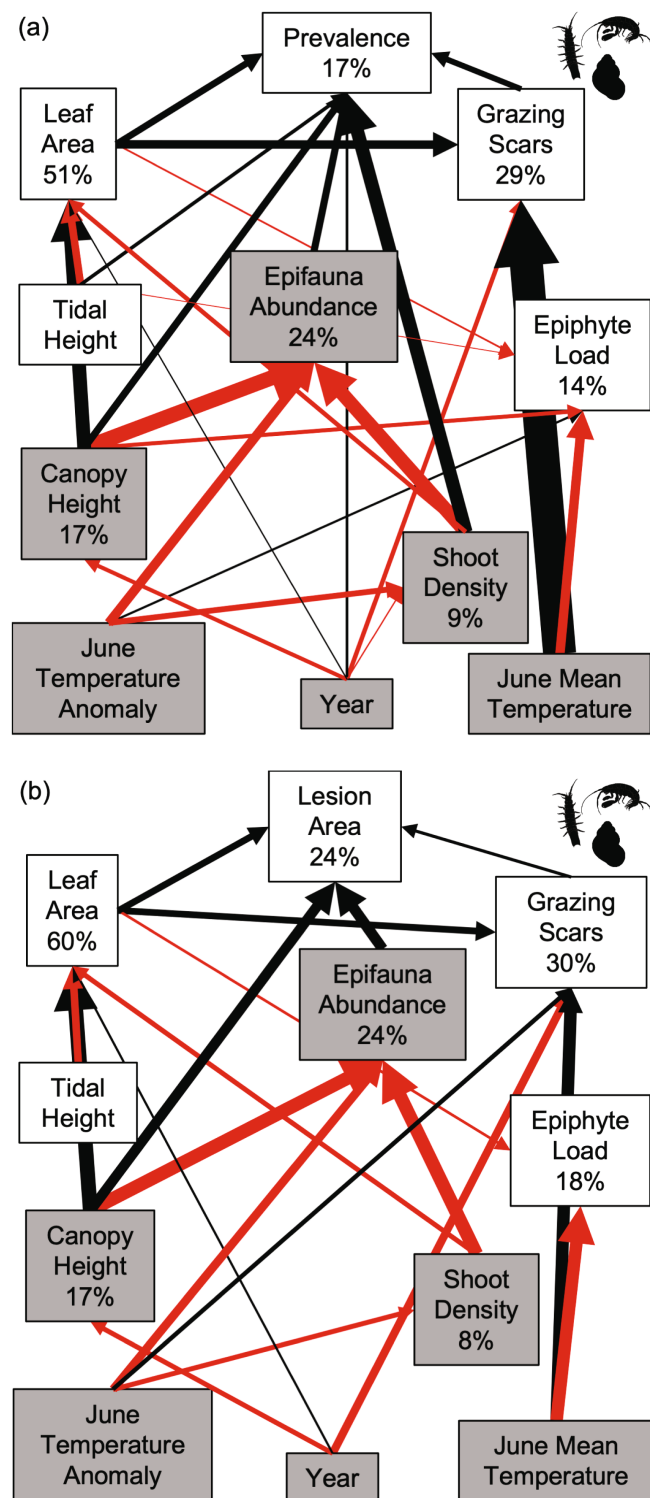 (a)
Prevalence
17%
Leaf
Area
51%
Grazing
Scars
29%
Epifauna
Abundance
24%
Tidal
Height
Epiphyte
Load
14%
Canopy
Height
17%
Shoot
Density
9%
June
Temperature
Anomaly
Year
June Mean
Temperature
(b)
Lesion
Area
24%
Leaf
Area
60%
Grazing
Scars
30%
Epifauna
Abundance
24%
Tidal
Height
Epiphyte
Load
18%
Canopy
Height
17%
Shoot
Density
8%
June
Temperature
Anomaly
Year
June Mean
Temperature